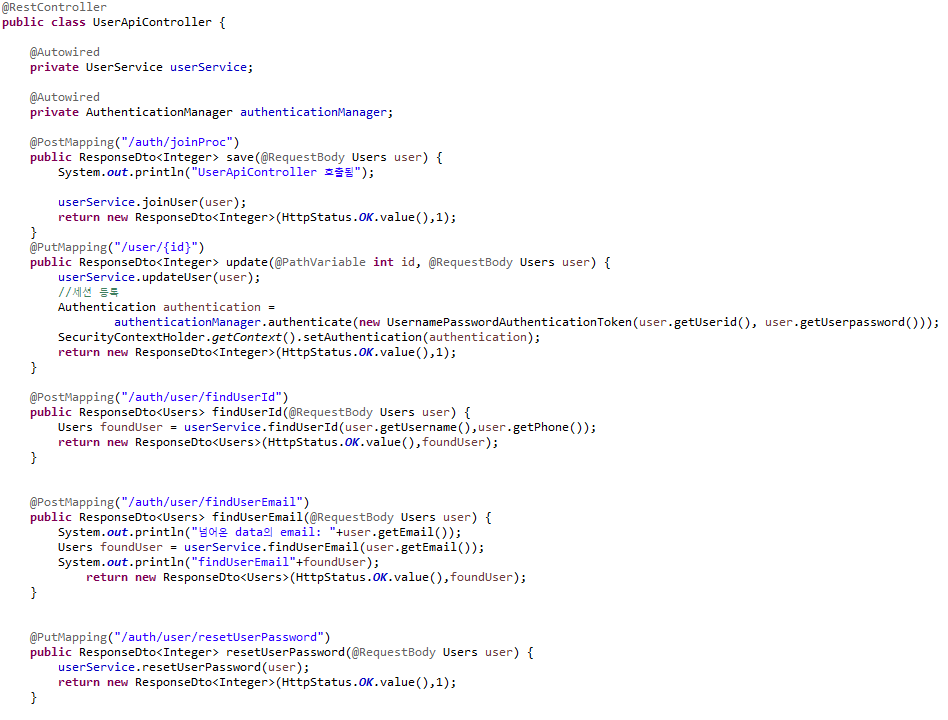 @RestController
public class UserApiController {
@Autowired
private UserService userService;
@Autowired
private AuthenticationManager authenticationManager;
@PostMapping("/auth/joinProc")
public ResponseDto<Integer> save(@RequestBody Users user) {
System.out.println("UserApiController 호출됨");
userService.joinUser(user);
return new ResponseDto<Integer>(HttpStatus.OK.value(),1);
}
@PutMapping("/user/{id}")
public ResponseDto<Integer> update(@PathVariable int id, @RequestBody Users user) {
userService.updateUser(user);
//세션 등록
Authentication authentication =
authenticationManager.authenticate(new UsernamePasswordAuthenticationToken(user.getUserid(), user.getUserpassword()));
SecurityContextHolder.getContext().setAuthentication(authentication);
return new ResponseDto<Integer>(HttpStatus.OK.value(),1);
}
@PostMapping("/auth/user/findUserId")
public ResponseDto<Users> findUserId(@RequestBody Users user) {
Users foundUser = userService.findUserId(user.getUsername(),user.getPhone());
return new ResponseDto<Users>(HttpStatus.OK.value(),foundUser);
}
@PostMapping("/auth/user/findUserEmail")
public ResponseDto<Users> findUserEmail(@RequestBody Users user) {
System.out.println("넘어온 data의 email: "+user.getEmail());
Users foundUser = userService.findUserEmail(user.getEmail());
System.out.println("findUserEmail"+foundUser);
return new ResponseDto<Users>(HttpStatus.OK.value(),foundUser);
}
@PutMapping("/auth/user/resetUserPassword")
public ResponseDto<Integer> resetUserPassword(@RequestBody Users user) {
userService.resetUserPassword(user);
return new ResponseDto<Integer>(HttpStatus.OK.value(),1);
}